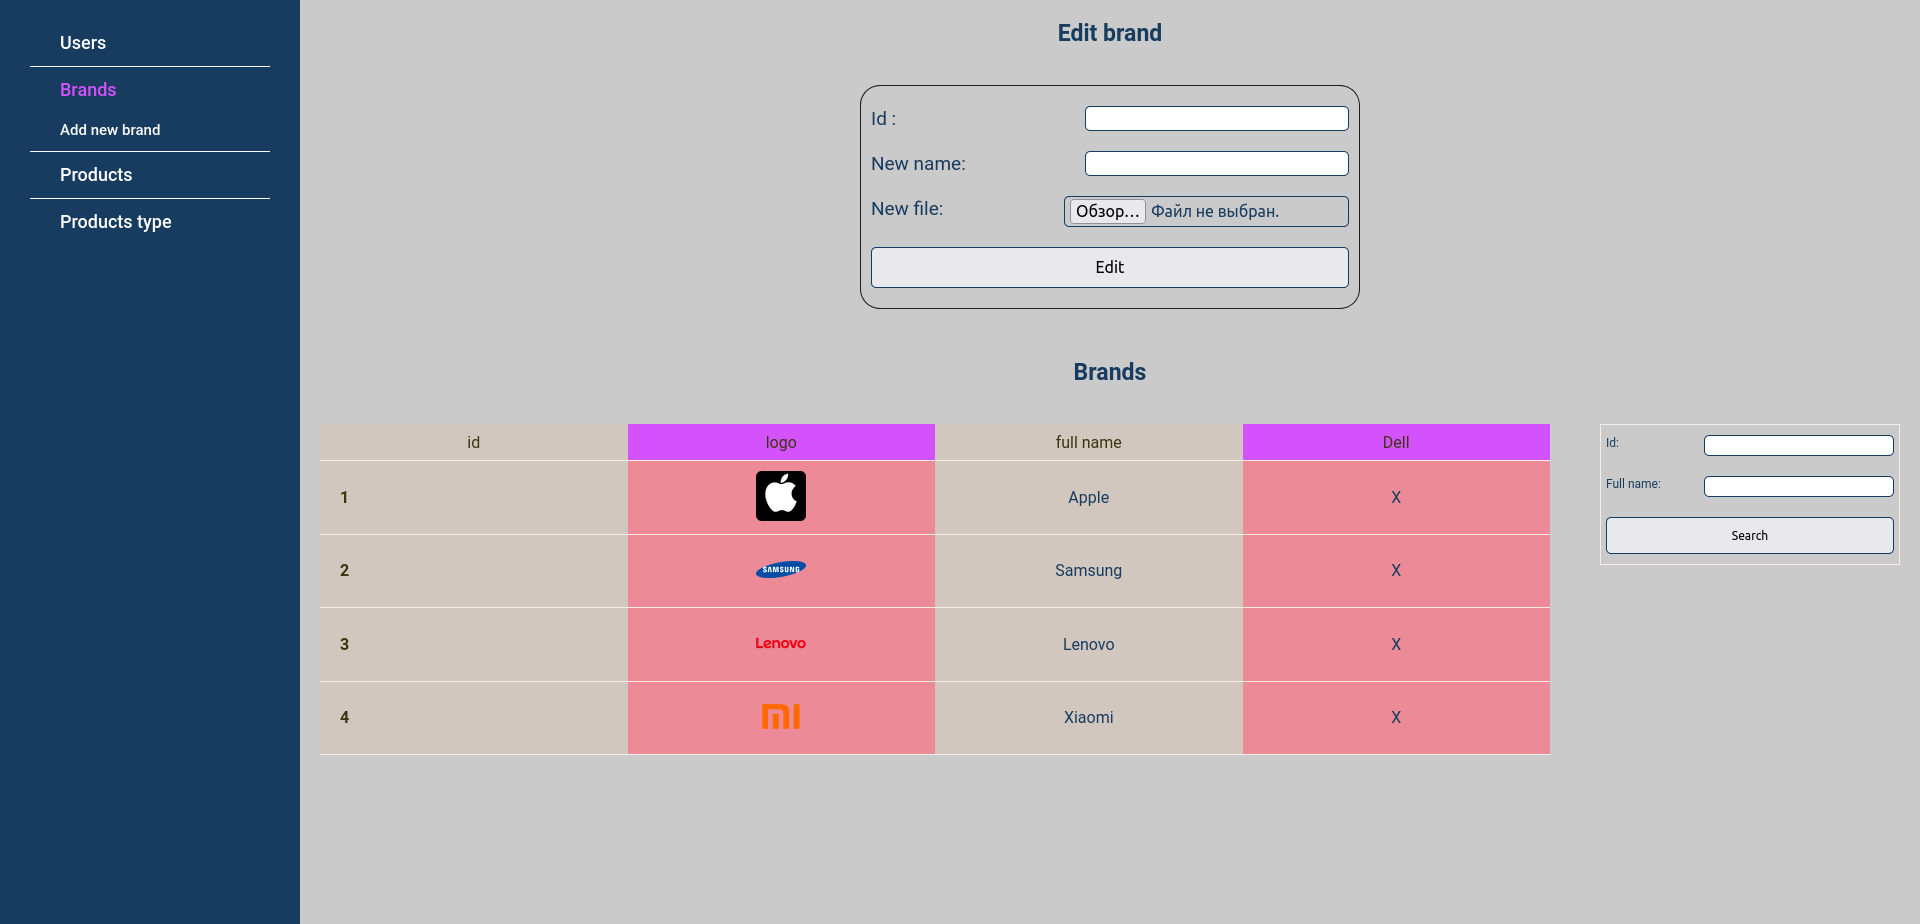 Users
Brands
Add new brand
Products
Products type
Edit brand
Id :
New name:
New file:
Обзор... Файл не выбран.
Edit
Brands
id logo full name Dell
1 Apple X
2 SAMSUNG Samsung X
3 Lenovo Lenovo X
4 mi Xiaomi X
Id:
Full name:
Search